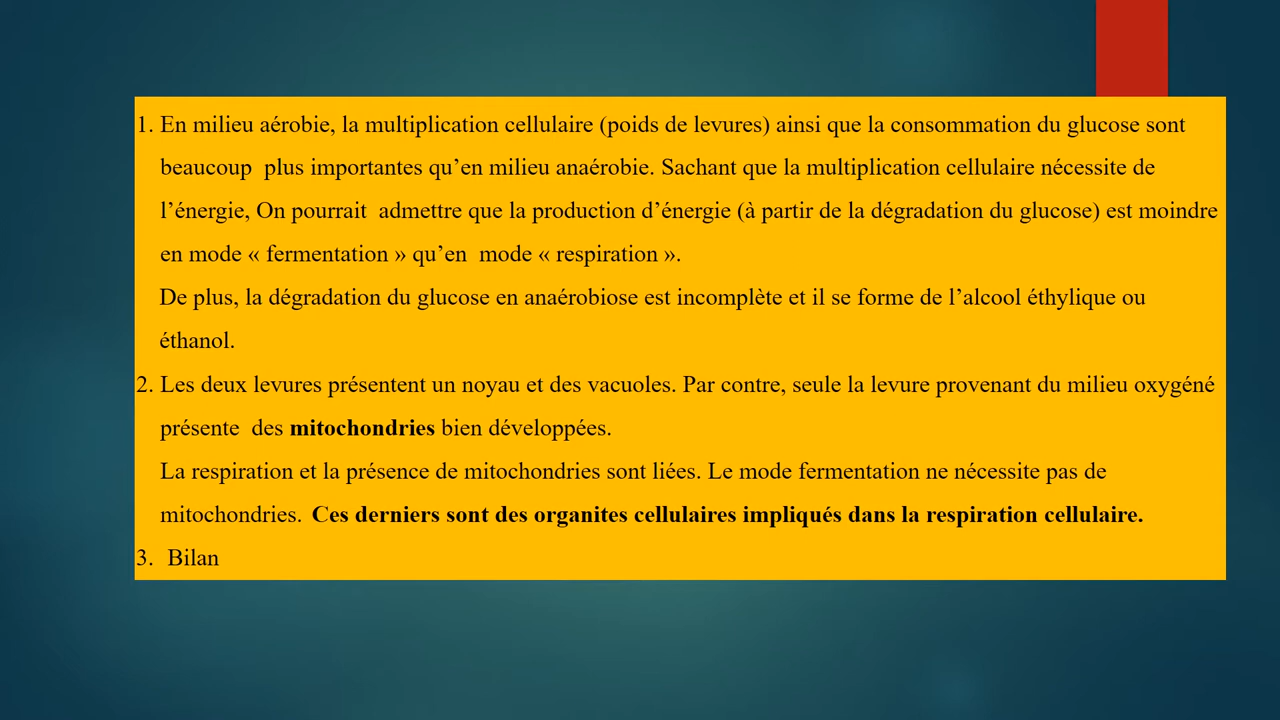 1. En milieu aérobie, la multiplication cellulaire (poids de levures) ainsi que la consommation du glucose sont
beaucoup plus importantes qu’en milieu anaérobie. Sachant que la multiplication cellulaire nécessite de
l’énergie, On pourrait admettre que la production d’énergie (à partir de la dégradation du glucose) est moindre
en mode « fermentation » qu’en mode « respiration ».
De plus, la dégradation du glucose en anaérobiose est incomplète et il se forme de l’alcool éthylique ou
éthanol.
2. Les deux levures présentent un noyau et des vacuoles. Par contre, seule la levure provenant du milieu oxygéné
présente des mitochondries bien développées.
La respiration et la présence de mitochondries sont liées. Le mode fermentation ne nécessite pas de
mitochondries. Ces derniers sont des organites cellulaires impliqués dans la respiration cellulaire.
3. Bilan